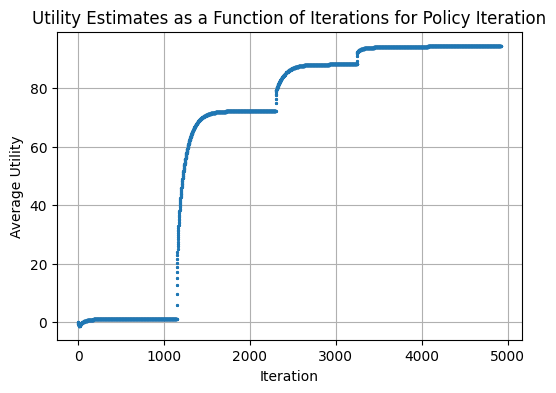 Utility Estimates as a Function of Iterations for Policy Iteration
Average Utility
80
60
40
20
0
0 1000 2000 3000 4000 5000
Iteration